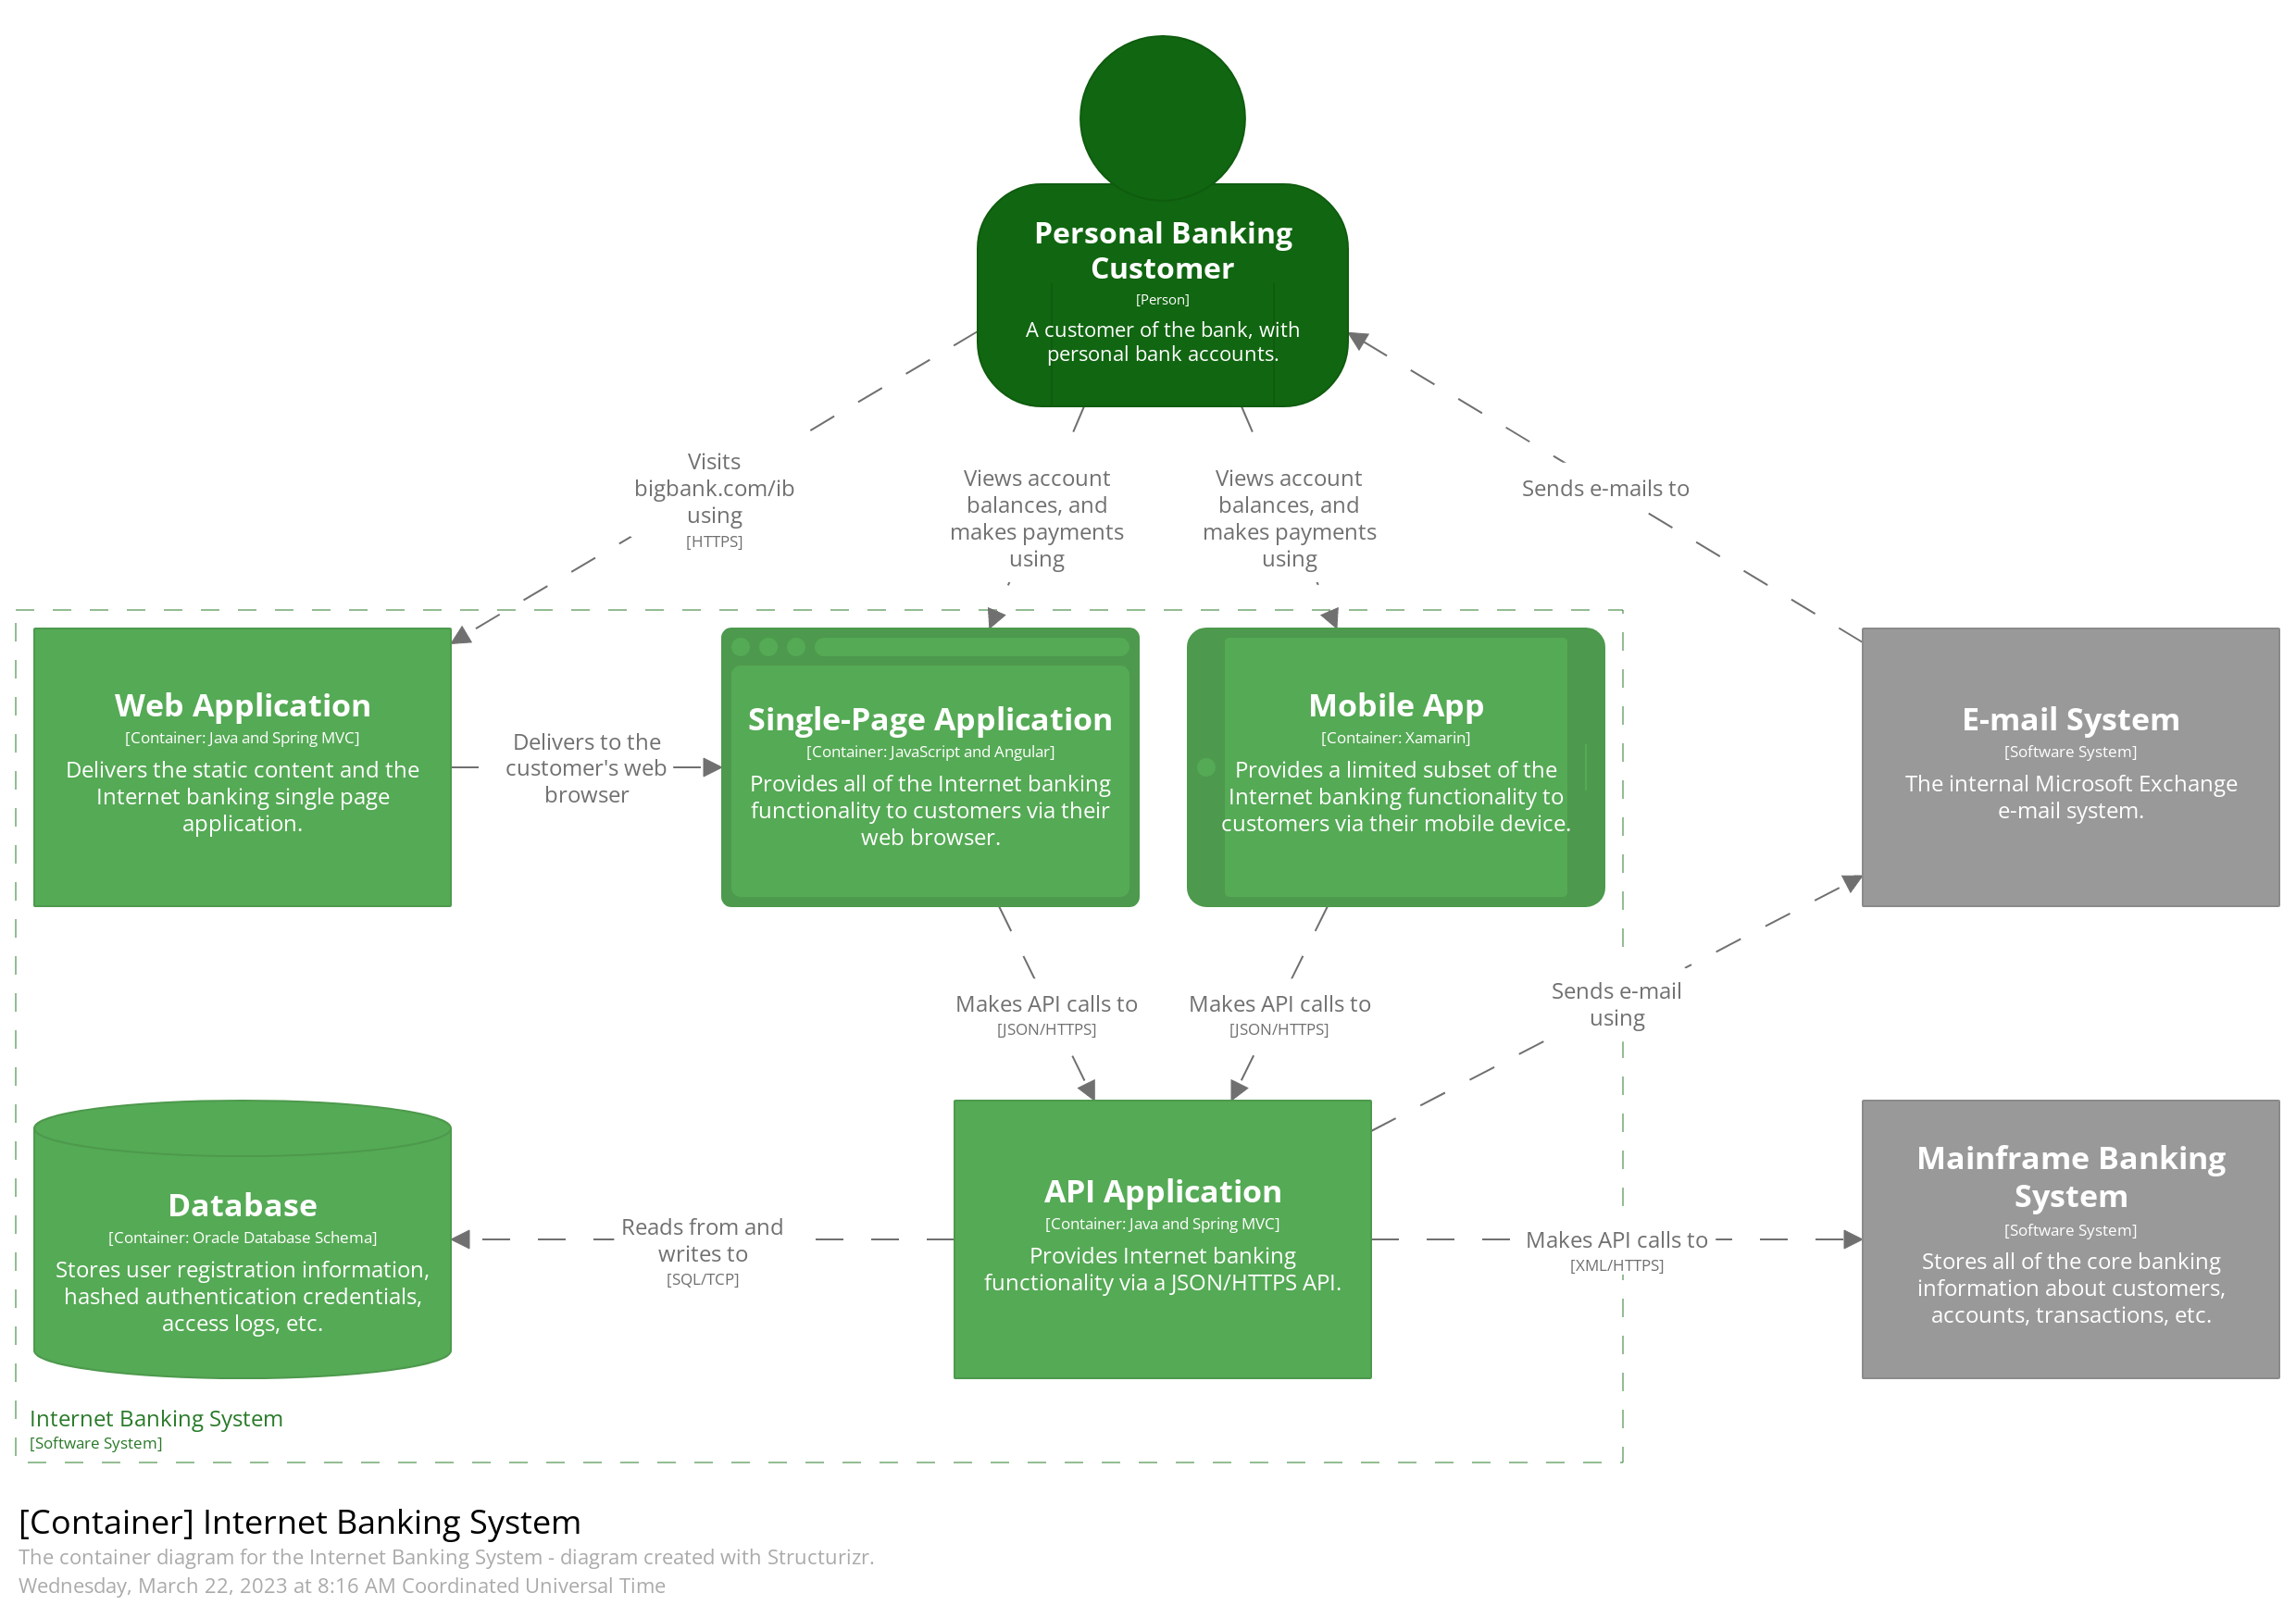 Personal Banking
Customer
[Person]
A customer of the bank, with
personal bank accounts.
Visits
bigbank.com/ib
using
[HTTPS]
Views account
balances, and
makes payments
using
Views account
balances, and
makes payments
using
Sends e-mails to
Web Application
[Container: Java and Spring MVC]
Delivers the static content and the
Internet banking single page
application.
Delivers to the
customer's web
browser
Single-Page Application
[Container: JavaScript and Angular]
Provides all of the Internet banking
functionality to customers via their
web browser.
Mobile App
[Container: Xamarin]
Provides a limited subset of the
Internet banking functionality to
customers via their mobile device.
E-mail System
[Software System]
The internal Microsoft Exchange
e-mail system.
Makes API calls to
[JSON/HTTPS]
Makes API calls to
[JSON/HTTPS]
Sends e-mail
using
Database
[Container: Oracle Database Schema]
Stores user registration information,
hashed authentication credentials,
access logs, etc.
Reads from and
writes to
[SQL/TCP]
API Application
[Container: Java and Spring MVC]
Provides Internet banking
functionality via a JSON/HTTPS API.
Makes API calls to
[XML/HTTPS]
Mainframe Banking
System
[Software System]
Stores all of the core banking
information about customers,
accounts, transactions, etc.
Internet Banking System
[Software System]
[Container] Internet Banking System
The container diagram for the Internet Banking System - diagram created with Structurizr.
Wednesday, March 22, 2023 at 8:16 AM Coordinated Universal Time